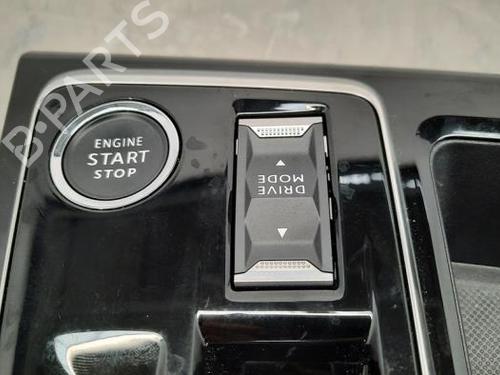 B-PARTS
ENGINE
START
STOP
DRIVE
MODE